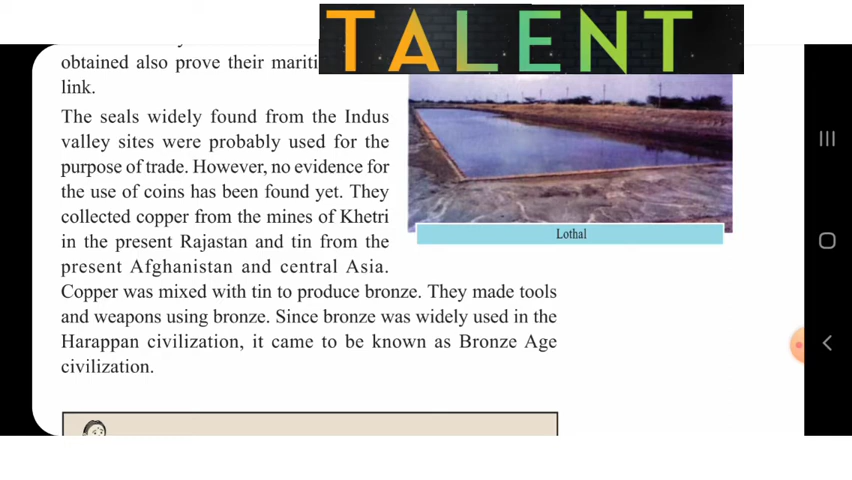 TALENT
obtained also prove their
link.
The seals widely found from the Indus
valley sites were probably used for the
purpose of trade. However, no evidence for
the use of coins has been found yet. They
collected copper from the mines of Khetri
in the present Rajastan and tin from the
present Afghanistan and central Asia.
Copper was mixed with tin to produce bronze. They made tools
and weapons using bronze. Since bronze was widely used in the
Harappan civilization, it came to be known as Bronze Age
civilization.
Lothal